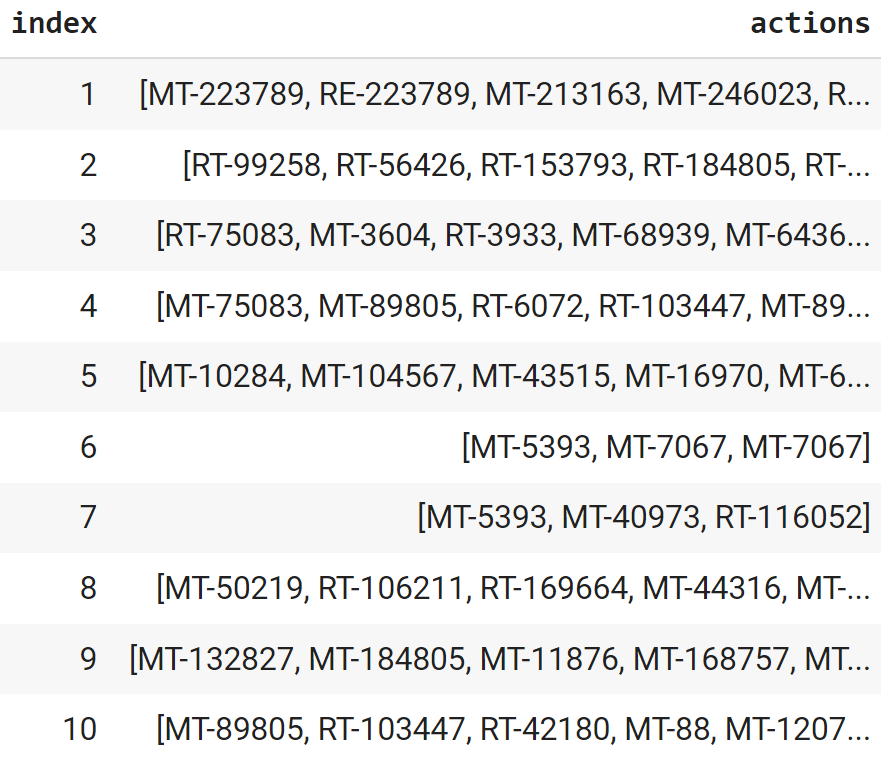 index actions
1 [MT-223789, RE-223789, MT-213163, MT-246023, R...
2 [RT-99258, RT-56426, RT-153793, RT-184805, RT-...
3 [RT-75083, MT-3604, RT-3933, MT-68939, MT-6436...
4 [MT-75083, MT-89805, RT-6072, RT-103447, MT-89...
5 [MT-10284, MT-104567, MT-43515, MT-16970, MT-6...
6 [MT-5393, MT-7067, MT-7067]
7 [MT-5393, MT-40973, RT-116052]
8 [MT-50219, RT-106211, RT-169664, MT-44316, MT-...
9 [MT-132827, MT-184805, MT-11876, MT-168757, MT...
10 [MT-89805, RT-103447, RT-42180, MT-88, MT-1207...